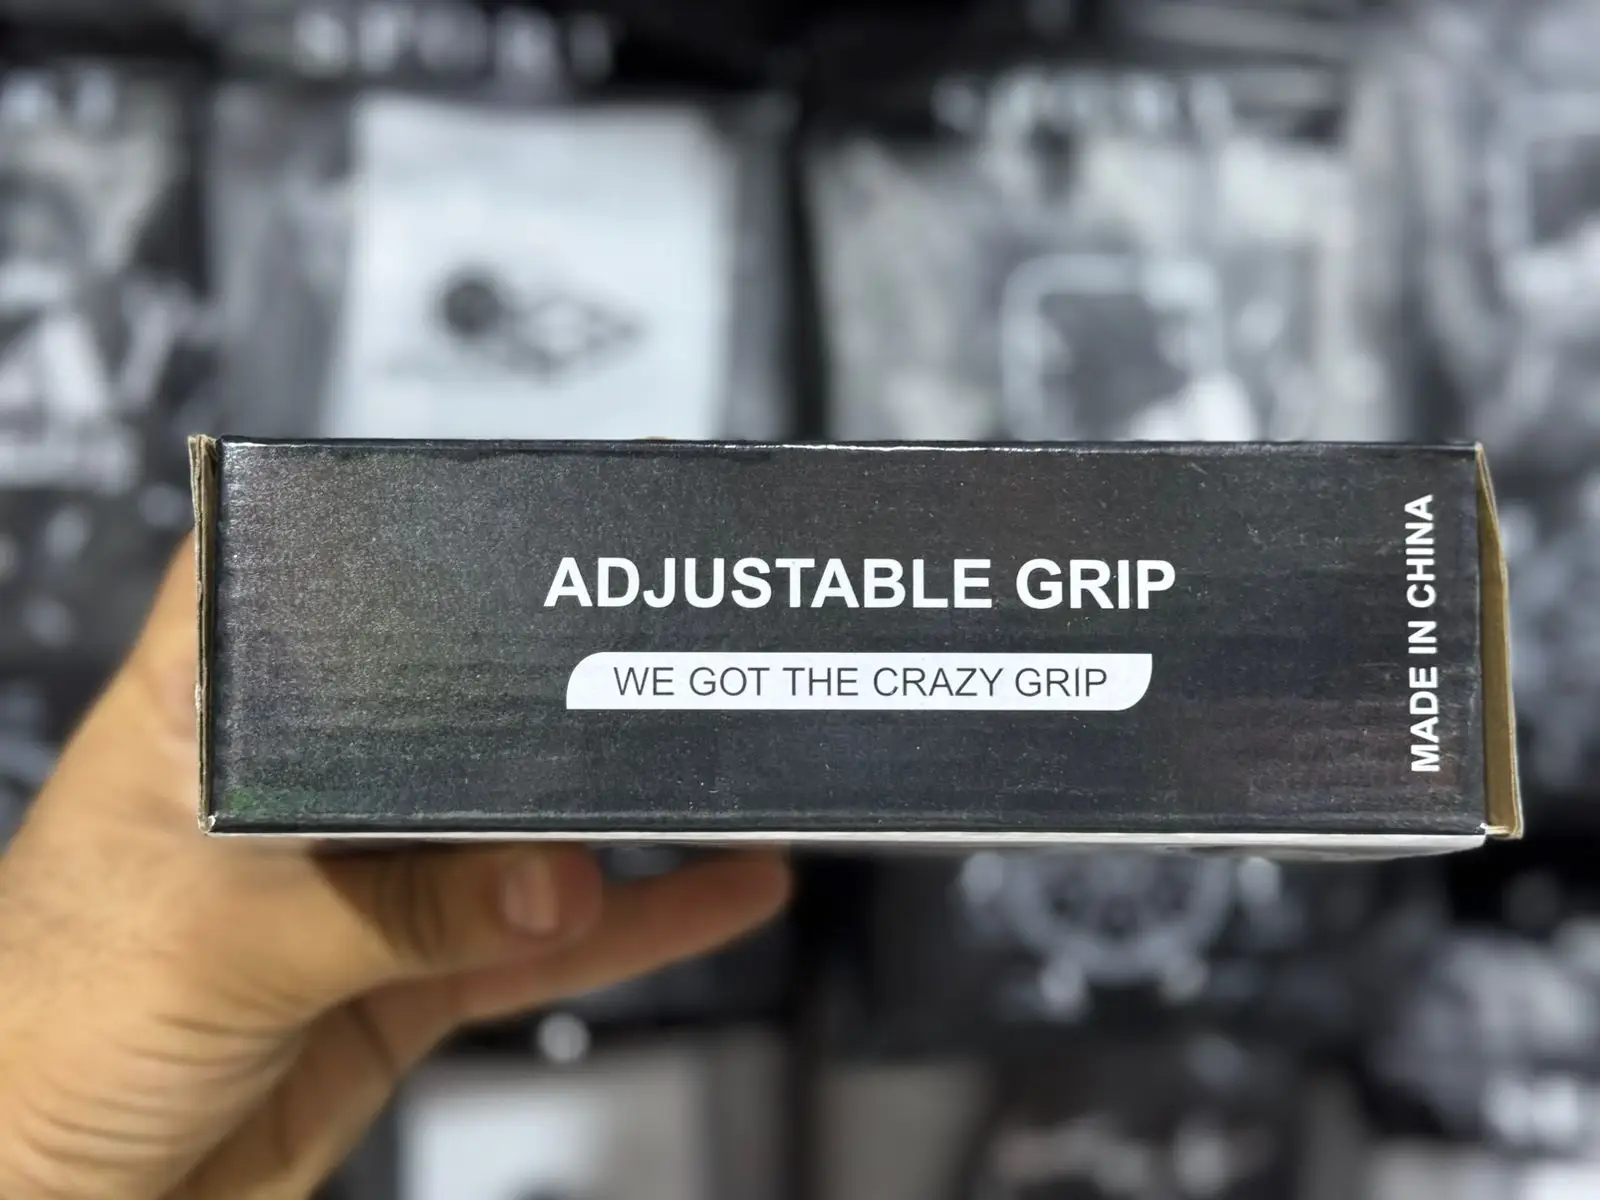 ADJUSTABLE GRIP
WE GOT THE CRAZY GRIP
MADE IN CHINA